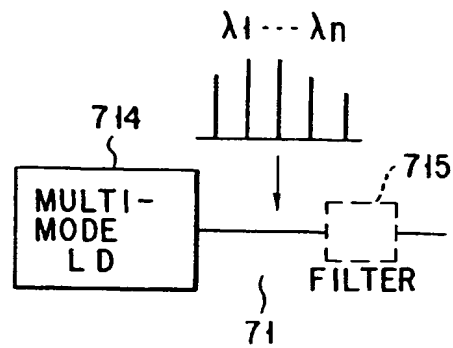 λ1 --- λn
714
715
MULTI-
MODE
LD
FILTER
71